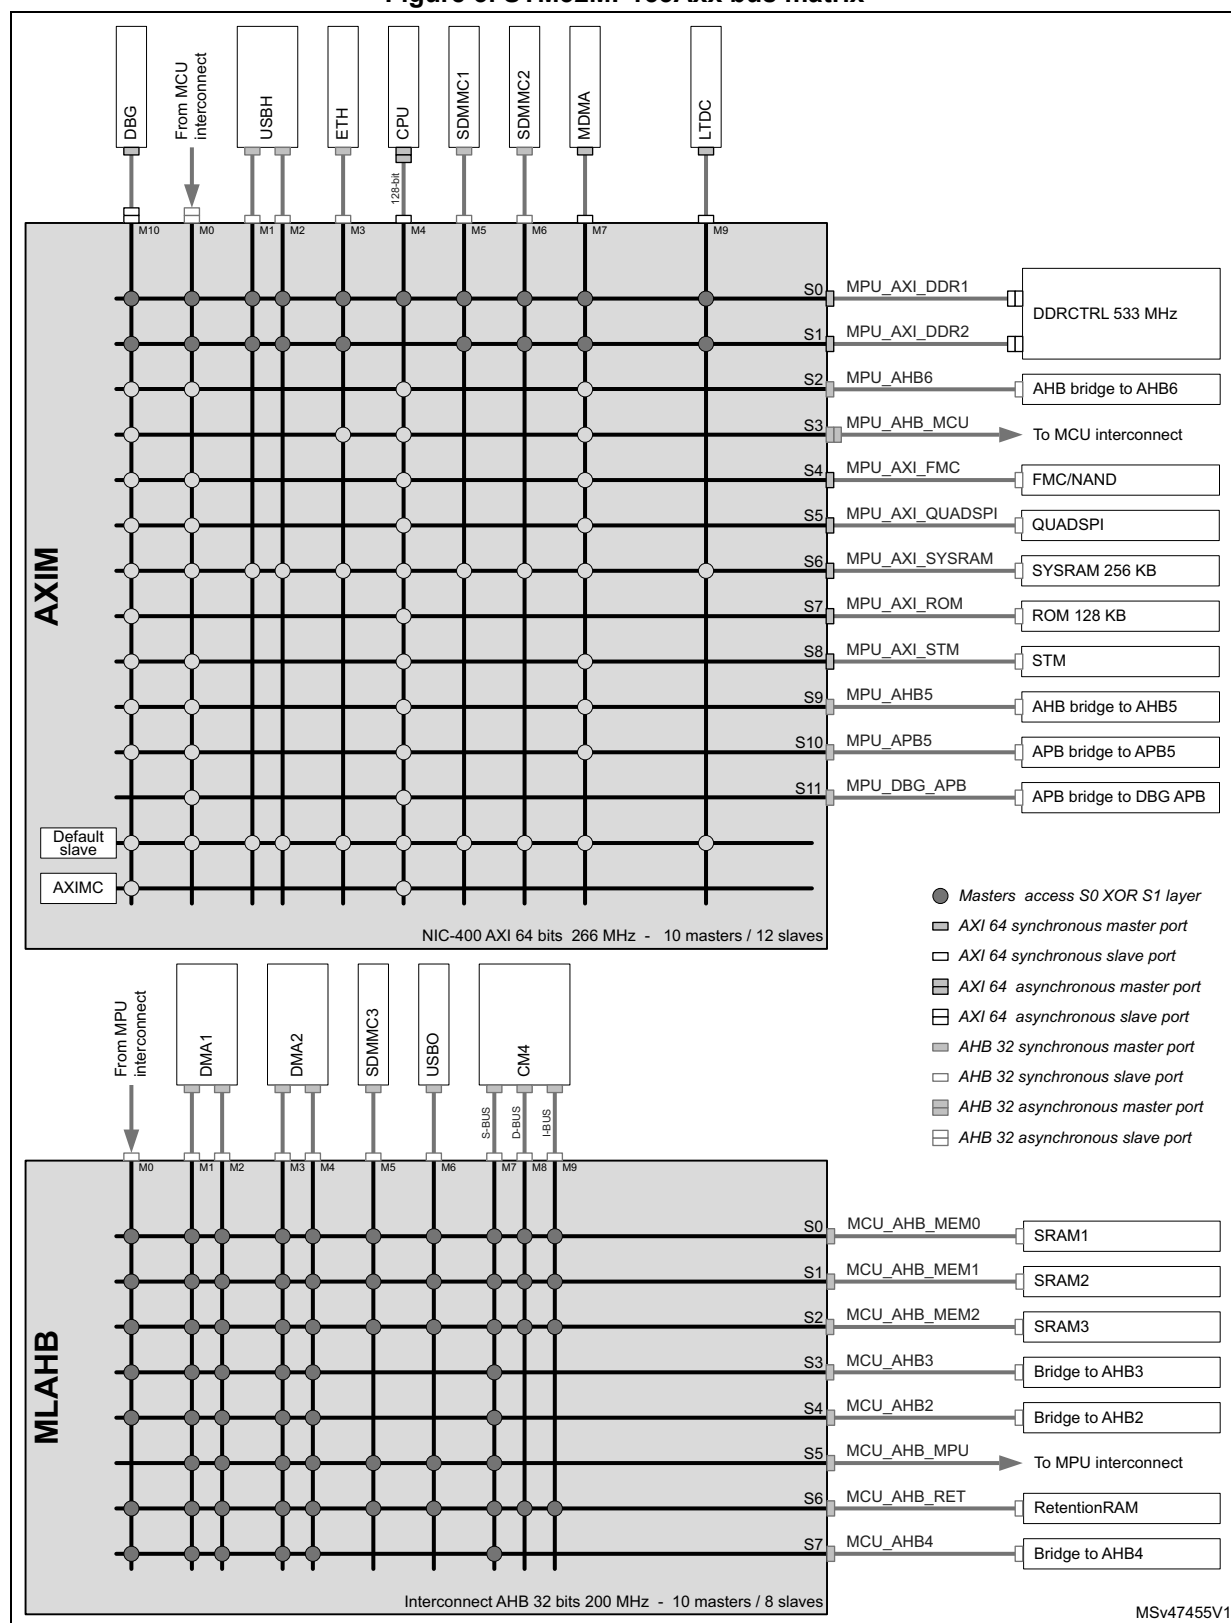 DBG
From MCU
interconnect
USBH
ETH
CPU
SDMMC1
SDMMC2
MDMA
LTDC
128-bit
M10
M0
M1
M2
M3
M4
M5
M6
M7
M9
AXIM
S0
MPU_AXI_DDR1
S1
MPU_AXI_DDR2
DDRCTRL 533 MHz
S2
MPU_AHB6
AHB bridge to AHB6
S3
MPU_AHB_MCU
To MCU interconnect
S4
MPU_AXI_FMC
FMC/NAND
S5
MPU_AXI_QUADSPI
QUADSPI
S6
MPU_AXI_SYSRAM
SYSRAM 256 KB
S7
MPU_AXI_ROM
ROM 128 KB
S8
MPU_AXI_STM
STM
S9
MPU_AHB5
AHB bridge to AHB5
S10
MPU_APB5
APB bridge to APB5
S11
MPU_DBG_APB
APB bridge to DBG APB
Default
slave
AXIMC
NIC-400 AXI 64 bits 266 MHz - 10 masters / 12 slaves
Masters access S0 XOR S1 layer
AXI 64 synchronous master port
AXI 64 synchronous slave port
AXI 64 asynchronous master port
AXI 64 asynchronous slave port
AHB 32 synchronous master port
AHB 32 synchronous slave port
AHB 32 asynchronous master port
AHB 32 asynchronous slave port
From MPU
interconnect
DMA1
DMA2
SDMMC3
USBO
CM4
S-BUS
D-BUS
I-BUS
M0
M1
M2
M3
M4
M5
M6
M7
M8
M9
MLAHB
S0
MCU_AHB_MEM0
SRAM1
S1
MCU_AHB_MEM1
SRAM2
S2
MCU_AHB_MEM2
SRAM3
S3
MCU_AHB3
Bridge to AHB3
S4
MCU_AHB2
Bridge to AHB2
S5
MCU_AHB_MPU
To MPU interconnect
S6
MCU_AHB_RET
RetentionRAM
S7
MCU_AHB4
Bridge to AHB4
Interconnect AHB 32 bits 200 MHz - 10 masters / 8 slaves
MSv47455V1